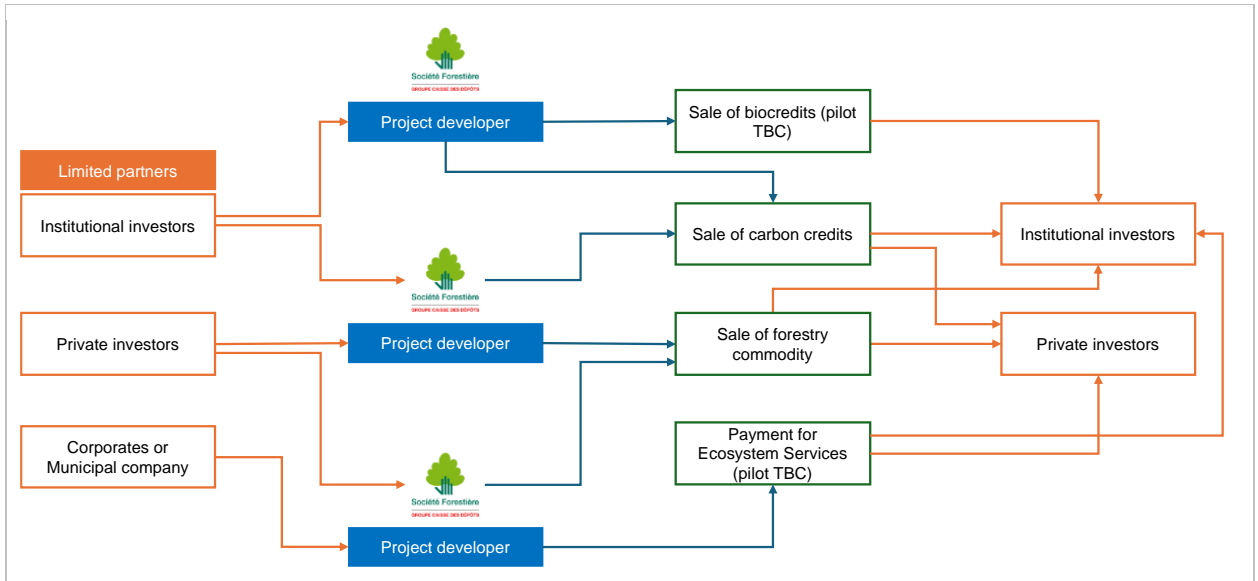 Société Forestière
GROUPE CAISSE DES DÉPÔTS
Project developer
Sale of biocredits (pilot
TBC)
Limited partners
Institutional investors
Sale of carbon credits
Institutional investors
Société Forestière
GROUPE CAISSE DES DÉPÔTS
Private investors
Project developer
Sale of forestry
commodity
Private investors
Corporates or
Municipal company
Payment for
Ecosystem Services
(pilot TBC)
Société Forestière
GROUPE CAISSE DES DÉPÔTS
Project developer